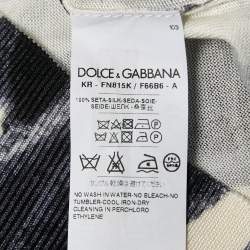 103
DOLCE & GABBANA
KR - FN815K / F66B6 - A
100% SETA-SILK-SEDA-SOIE-
NO WASH IN WATER-NO BLEACH-NO
TUMBLER-COOL IRON-DRY
CLEANING IN PERCHLORO
ETHYLENE